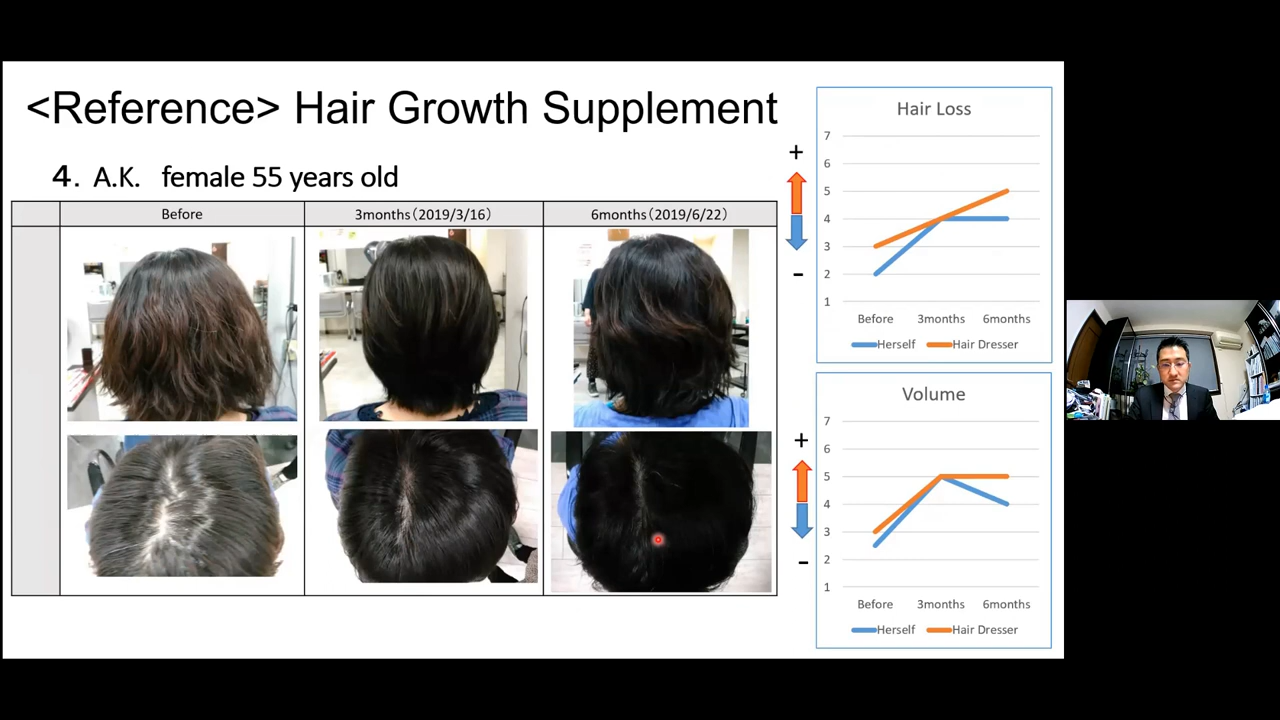 <Reference> Hair Growth Supplement
4. A.K. female 55 years old
Before
3months(2019/3/16)
6months(2019/6/22)
+
-
Hair Loss
7
6
5
4
3
2
1
Before 3months 6months
Herself Hair Dresser
+
-
Volume
7
6
5
4
3
2
1
Before 3months 6months
Herself Hair Dresser